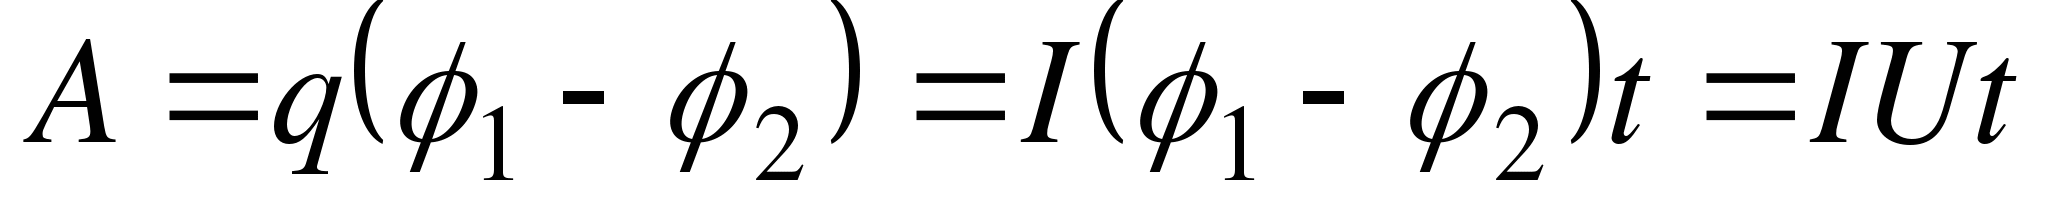 A = q(ϕ₁ - ϕ₂) = I(ϕ₁ - ϕ₂)t = IUt